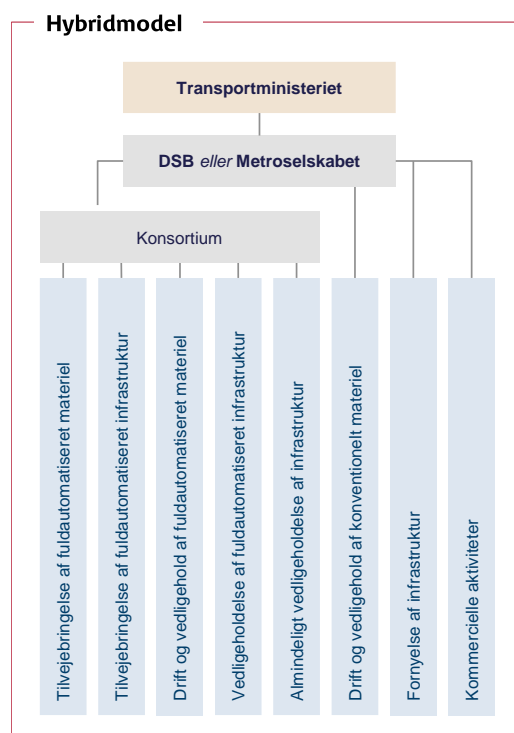 Hybridmodel
Transportministeriet
DSB eller Metroselskabet
Konsortium
Tilvejebringelse af fuldautomatiseret materiel
Tilvejebringelse af fuldautomatiseret infrastruktur
Drift og vedligehold af fuldautomatiseret materiel
Vedligeholdelse af fuldautomatiseret infrastruktur
Almindeligt vedligeholdelse af infrastruktur
Drift og vedligehold af konventionelt materiel
Fornyelse af infrastruktur
Kommercielle aktiviteter